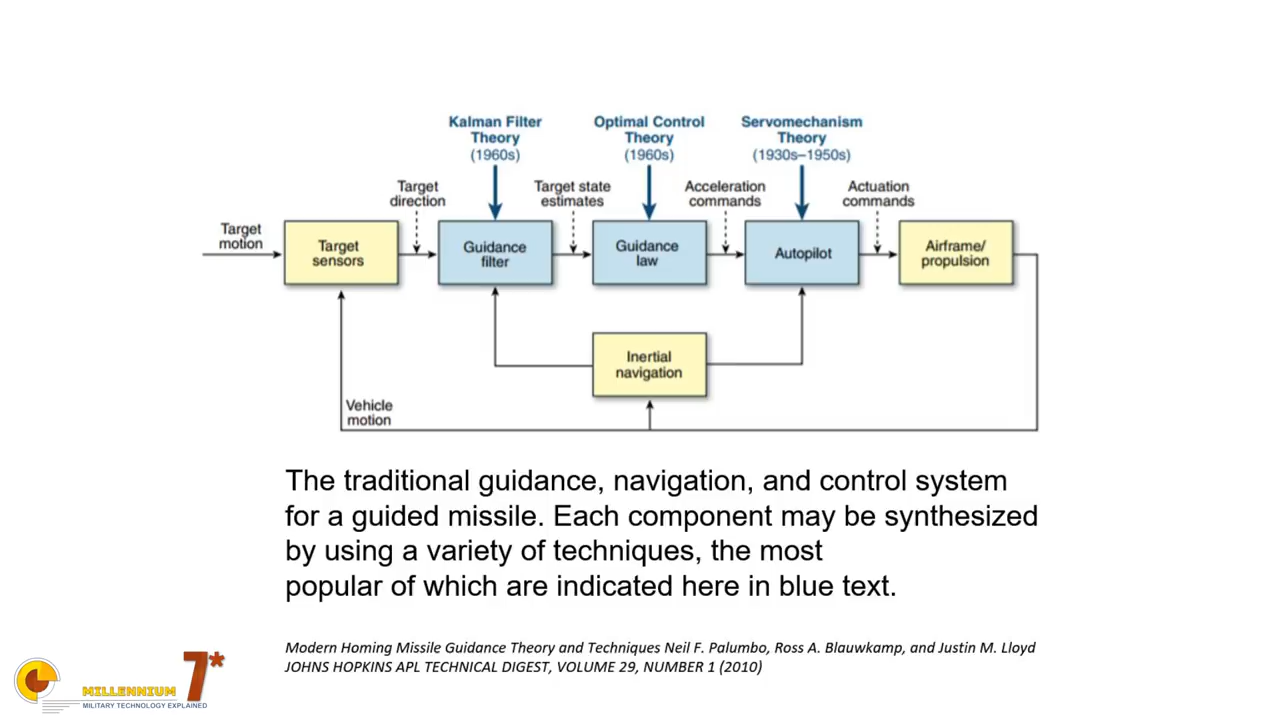 Kalman Filter
Theory
(1960s)
Optimal Control
Theory
(1960s)
Servomechanism
Theory
(1930s–1950s)
Target
direction
Target state
estimates
Acceleration
commands
Actuation
commands
Target
motion
Target
sensors
Guidance
filter
Guidance
law
Autopilot
Airframe/
propulsion
Inertial
navigation
Vehicle
motion
The traditional guidance, navigation, and control system
for a guided missile. Each component may be synthesized
by using a variety of techniques, the most
popular of which are indicated here in blue text.
Modern Homing Missile Guidance Theory and Techniques Neil F. Palumbo, Ross A. Blauwkamp, and Justin M. Lloyd
JOHNS HOPKINS APL TECHNICAL DIGEST, VOLUME 29, NUMBER 1 (2010)
MILLENNIUM 7*
MILITARY TECHNOLOGY EXPLAINED